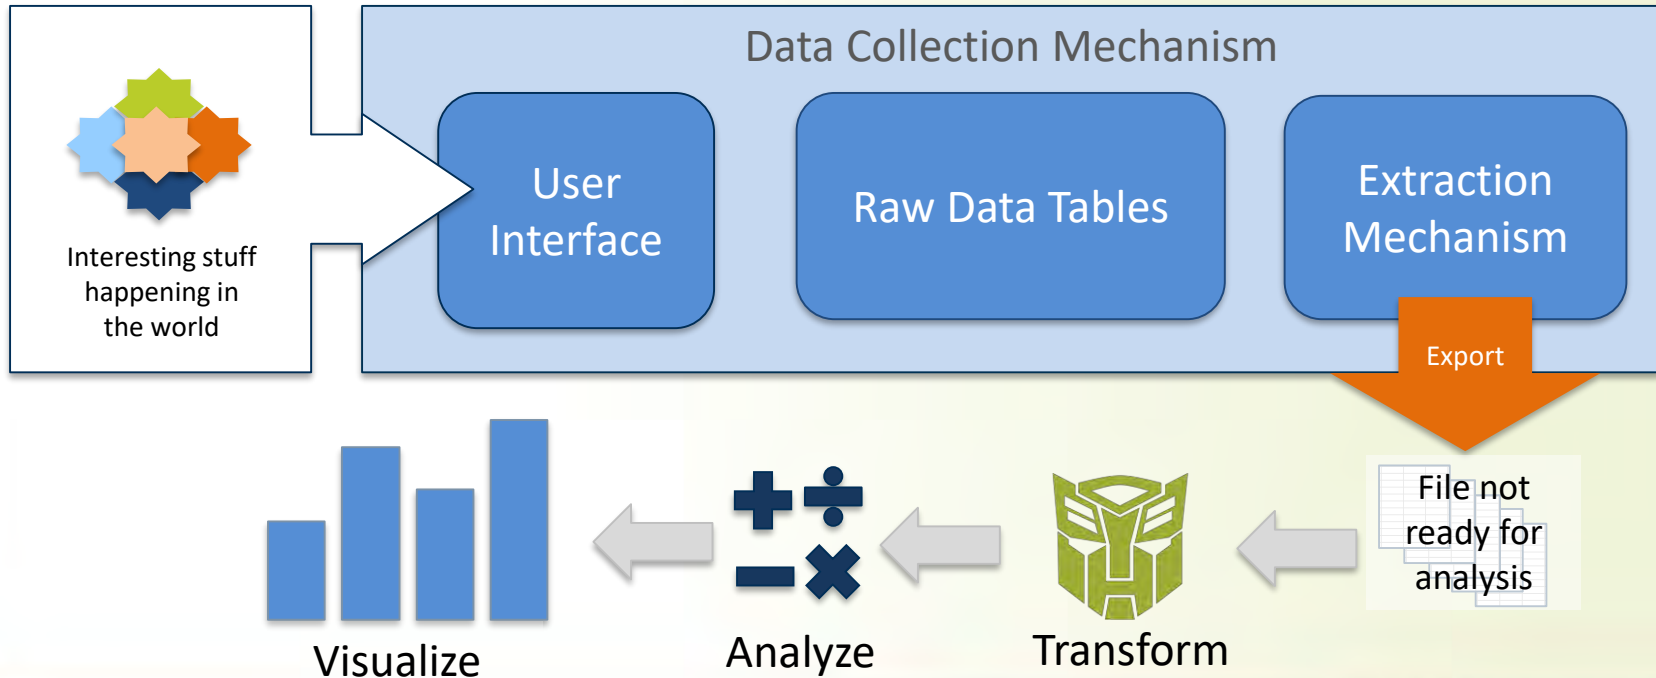 Data Collection Mechanism
Interesting stuff
happening in
the world
User
Interface
Raw Data Tables
Extraction
Mechanism
Export
File not
ready for
analysis
Transform
Analyze
Visualize